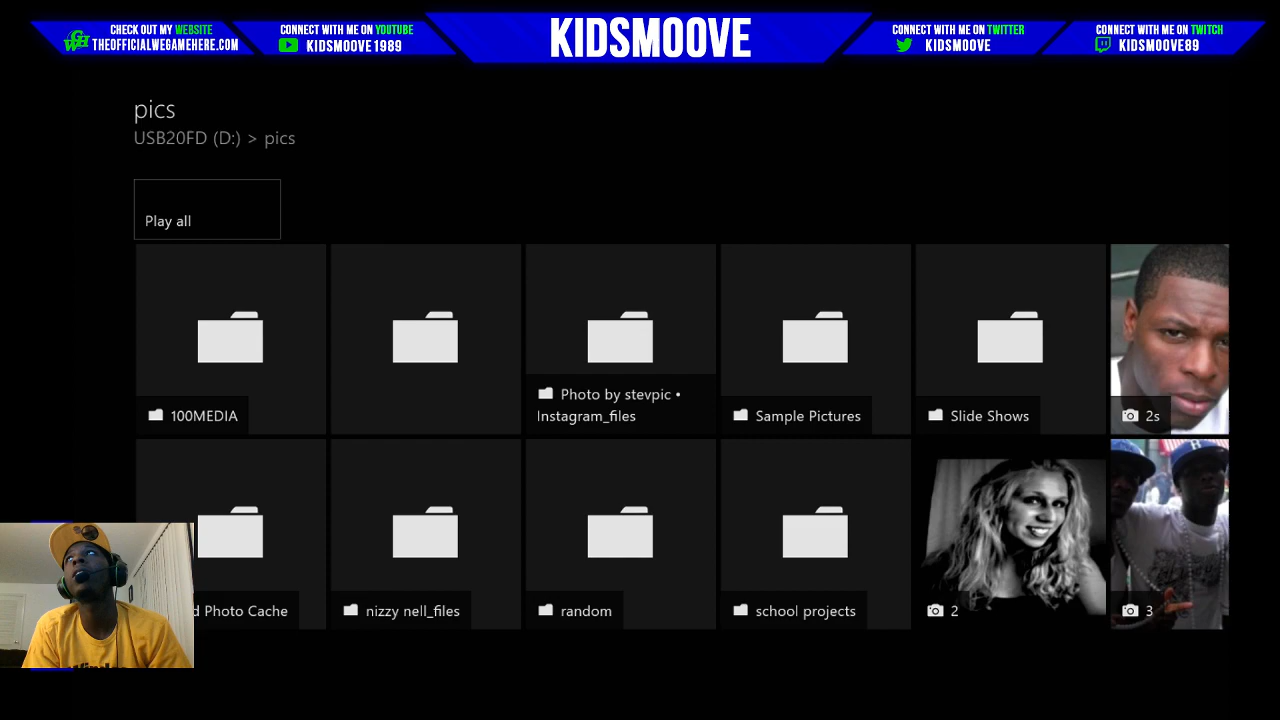 CHECK OUT MY WEBSITE
THEOFFICIALWEGAMEHERE.COM
CONNECT WITH ME ON YOUTUBE
KIDSMOOVE1989
KIDSMOOVE
CONNECT WITH ME ON TWITTER
KIDSMOOVE
CONNECT WITH ME ON TWITCH
KIDSMOOVE89
pics
USB20FD (D:) > pics
Play all
100MEDIA
Photo by stevpic •
Instagram_files
Sample Pictures
Slide Shows
2s
d Photo Cache
nizzy nell_files
random
school projects
2
3